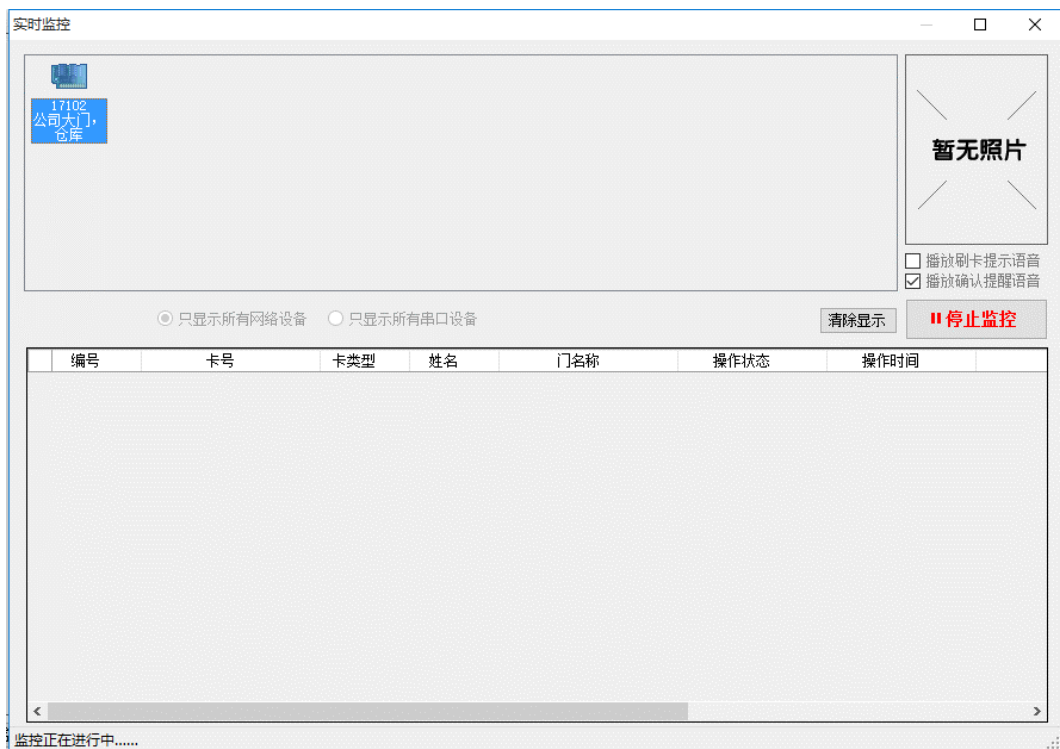 实时监控
17102
公司大门，
仓库
暂无照片
播放刷卡提示语音
播放确认提醒语音
只显示所有网络设备 只显示所有串口设备 清除显示 停止监控
编号 卡号 卡类型 姓名 门名称 操作状态 操作时间
监控正在进行中......